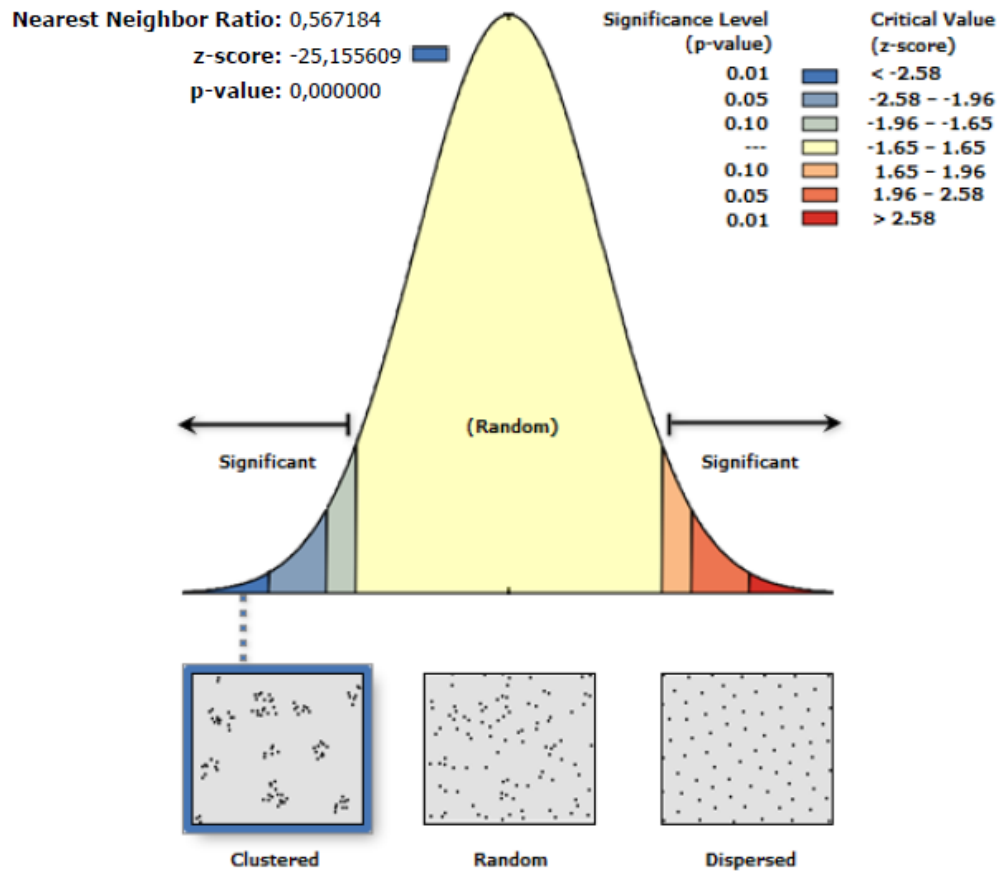 Nearest Neighbor Ratio: 0,567184
z-score: -25,155609
p-value: 0,000000
Significance Level
(p-value)
Critical Value
(z-score)
0.01 < -2.58
0.05 -2.58 – -1.96
0.10 -1.96 – -1.65
--- -1.65 – 1.65
0.10 1.65 – 1.96
0.05 1.96 – 2.58
0.01 > 2.58
(Random)
Significant
Significant
Clustered
Random
Dispersed